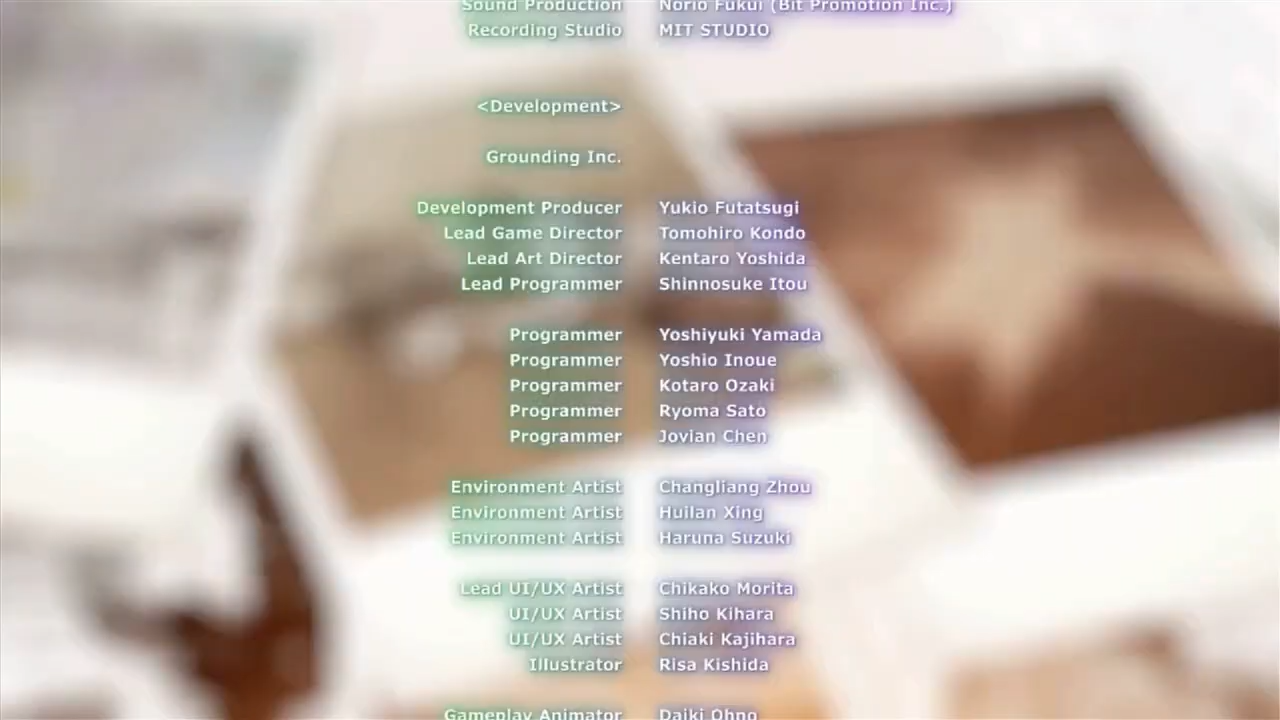 Sound Production Norio Fukui (Bit Promotion Inc.)
Recording Studio MIT STUDIO
<Development>
Grounding Inc.
Development Producer Yukio Futatsugi
Lead Game Director Tomohiro Kondo
Lead Art Director Kentaro Yoshida
Lead Programmer Shinnosuke Itou
Programmer Yoshiyuki Yamada
Programmer Yoshio Inoue
Programmer Kotaro Ozaki
Programmer Ryoma Sato
Programmer Jovian Chen
Environment Artist Changliang Zhou
Environment Artist Huilan Xing
Environment Artist Haruna Suzuki
Lead UI/UX Artist Chikako Morita
UI/UX Artist Shiho Kihara
UI/UX Artist Chiaki Kajihara
Illustrator Risa Kishida
Gameplay Animator Daiki Ohno